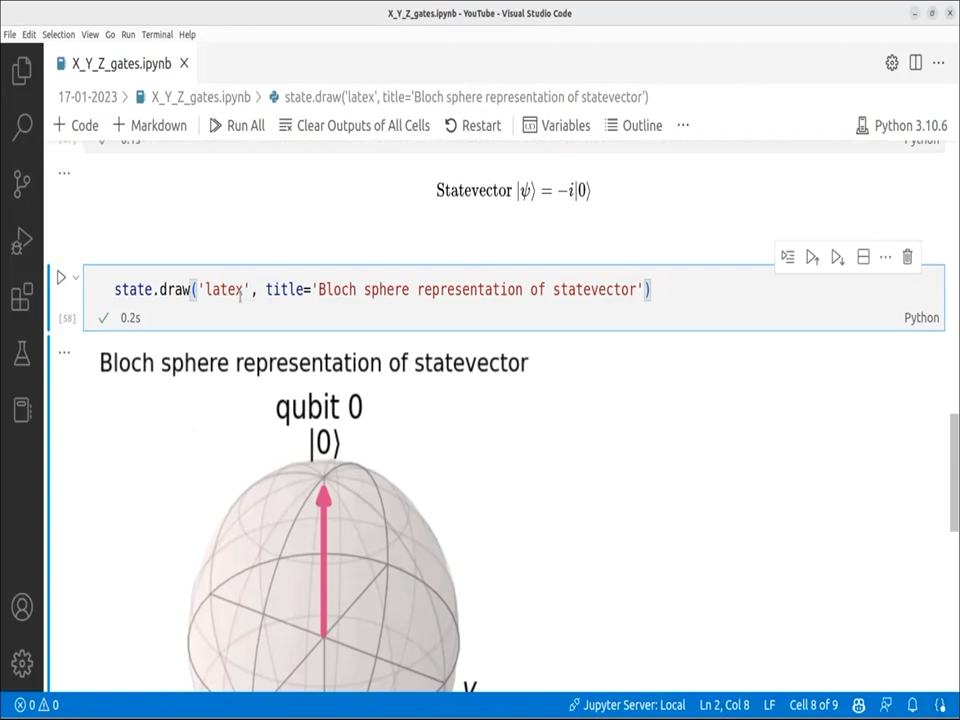 X_Y_Z_gates.ipynb - YouTube - Visual Studio Code
File Edit Selection View Go Run Terminal Help
X_Y_Z_gates.ipynb
17-01-2023 > X_Y_Z_gates.ipynb > state.draw('latex', title='Bloch sphere representation of statevector')
+ Code + Markdown Run All Clear Outputs of All Cells Restart Variables Outline ... Python 3.10.6
Python
...
Statevector |ψ⟩ = −i|0⟩
state.draw('latex', title='Bloch sphere representation of statevector')
[58] ✓ 0.2s Python
...
Bloch sphere representation of statevector
qubit 0
|0⟩
y
0 0 Jupyter Server: Local Ln 2, Col 8 LF Cell 8 of 9